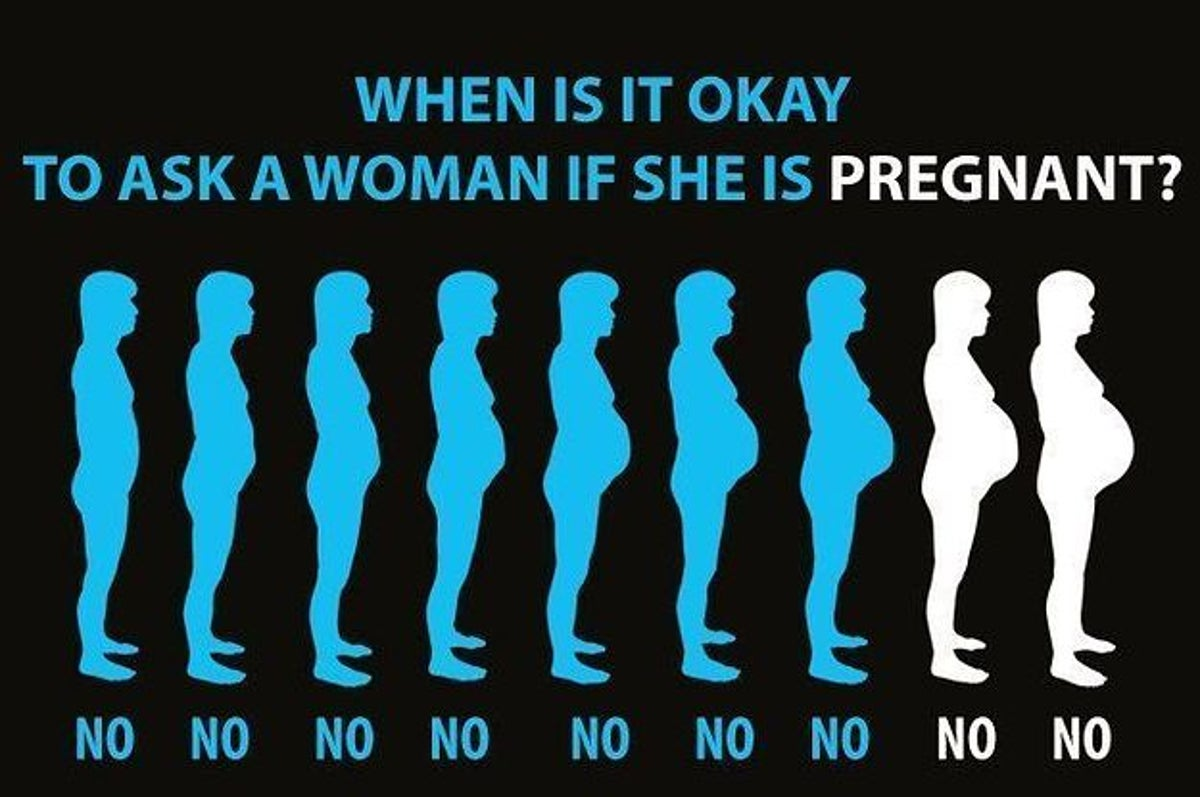 WHEN IS IT OKAY
TO ASK A WOMAN IF SHE IS PREGNANT?
NO NO NO NO NO NO NO NO NO